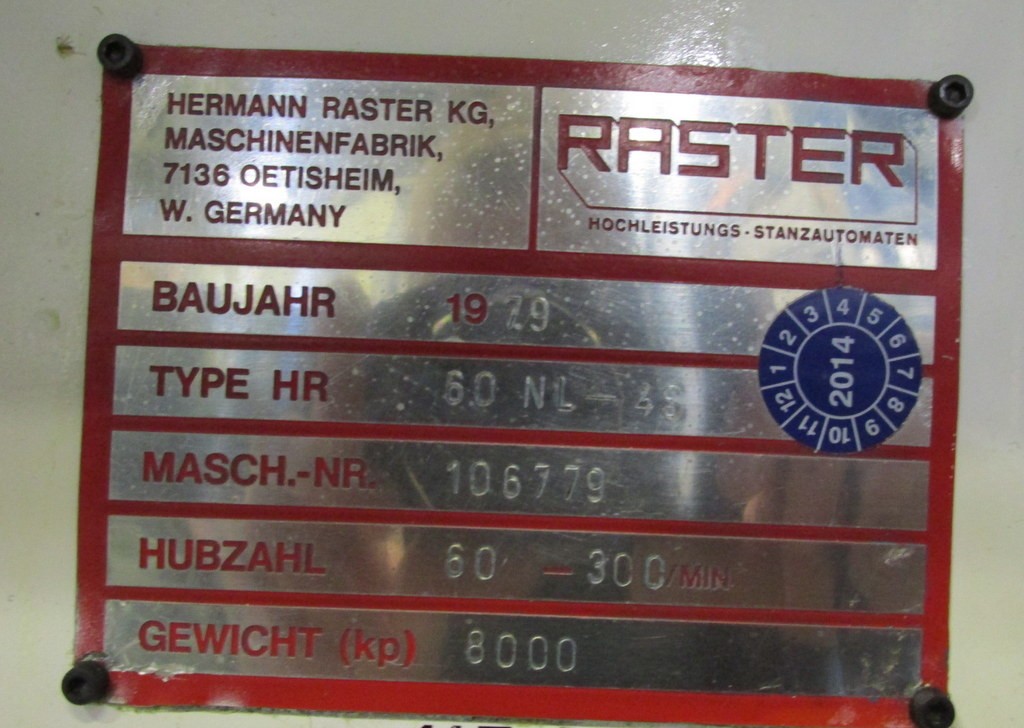 HERMANN RASTER KG,
MASCHINENFABRIK,
7136 OETISHEIM,
W. GERMANY
RASTER
HOCHLEISTUNGS-STANZAUTOMATEN
BAUJAHR 1979
TYPE HR 60 NL-4S
MASCH.-NR. 106779
HUBZAHL 60 - 300/MIN
GEWICHT (kp) 8000
1 2 3 4 5 6 7 8 9 10 11 12
2014